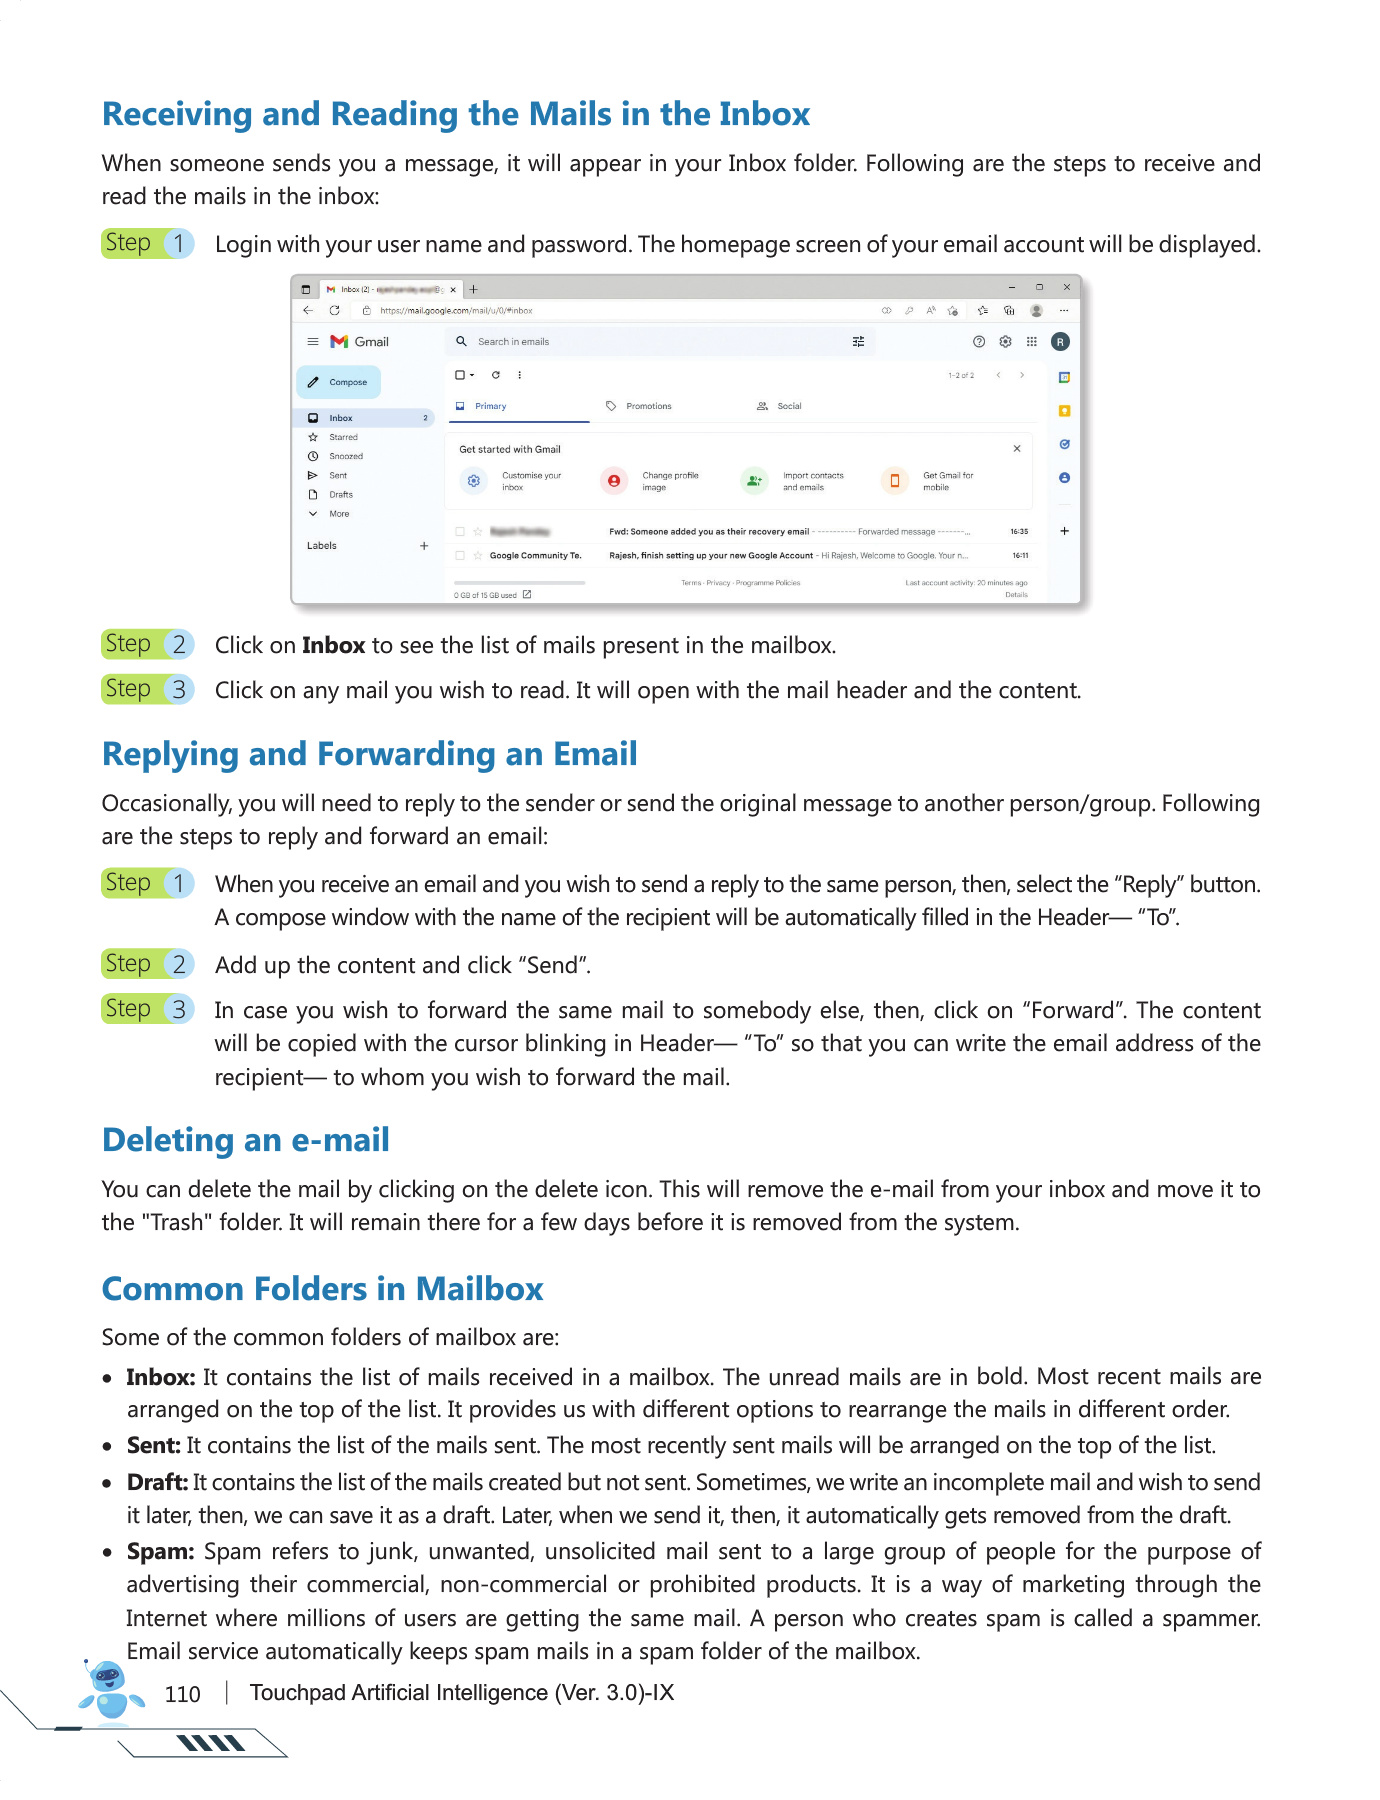 Receiving and Reading the Mails in the Inbox
When someone sends you a message, it will appear in your Inbox folder. Following are the steps to receive and
read the mails in the inbox:
Step 1 Login with your user name and password. The homepage screen of your email account will be displayed.
Inbox (2) -
https://mail.google.com/mail/u/0/#inbox
Gmail
Search in emails
R
Compose
1–2 of 2
Inbox 2
Primary
Promotions
Social
Starred
Snoozed
Sent
Drafts
More
Labels
Get started with Gmail
Customise your
inbox
Change profile
image
Import contacts
and emails
Get Gmail for
mobile
Fwd: Someone added you as their recovery email - ---------- Forwarded message -------... 16:35
Google Community Te. Rajesh, finish setting up your new Google Account - Hi Rajesh, Welcome to Google. Your n... 16:11
0 GB of 15 GB used
Terms · Privacy · Programme Policies
Last account activity: 20 minutes ago
Details
Step 2 Click on Inbox to see the list of mails present in the mailbox.
Step 3 Click on any mail you wish to read. It will open with the mail header and the content.
Replying and Forwarding an Email
Occasionally, you will need to reply to the sender or send the original message to another person/group. Following
are the steps to reply and forward an email:
Step 1 When you receive an email and you wish to send a reply to the same person, then, select the “Reply” button.
A compose window with the name of the recipient will be automatically filled in the Header— “To”.
Step 2 Add up the content and click “Send”.
Step 3 In case you wish to forward the same mail to somebody else, then, click on “Forward”. The content
will be copied with the cursor blinking in Header— “To” so that you can write the email address of the
recipient— to whom you wish to forward the mail.
Deleting an e-mail
You can delete the mail by clicking on the delete icon. This will remove the e-mail from your inbox and move it to
the "Trash" folder. It will remain there for a few days before it is removed from the system.
Common Folders in Mailbox
Some of the common folders of mailbox are:
• Inbox: It contains the list of mails received in a mailbox. The unread mails are in bold. Most recent mails are
arranged on the top of the list. It provides us with different options to rearrange the mails in different order.
• Sent: It contains the list of the mails sent. The most recently sent mails will be arranged on the top of the list.
• Draft: It contains the list of the mails created but not sent. Sometimes, we write an incomplete mail and wish to send
it later, then, we can save it as a draft. Later, when we send it, then, it automatically gets removed from the draft.
• Spam: Spam refers to junk, unwanted, unsolicited mail sent to a large group of people for the purpose of
advertising their commercial, non-commercial or prohibited products. It is a way of marketing through the
Internet where millions of users are getting the same mail. A person who creates spam is called a spammer.
Email service automatically keeps spam mails in a spam folder of the mailbox.
110 | Touchpad Artificial Intelligence (Ver. 3.0)-IX